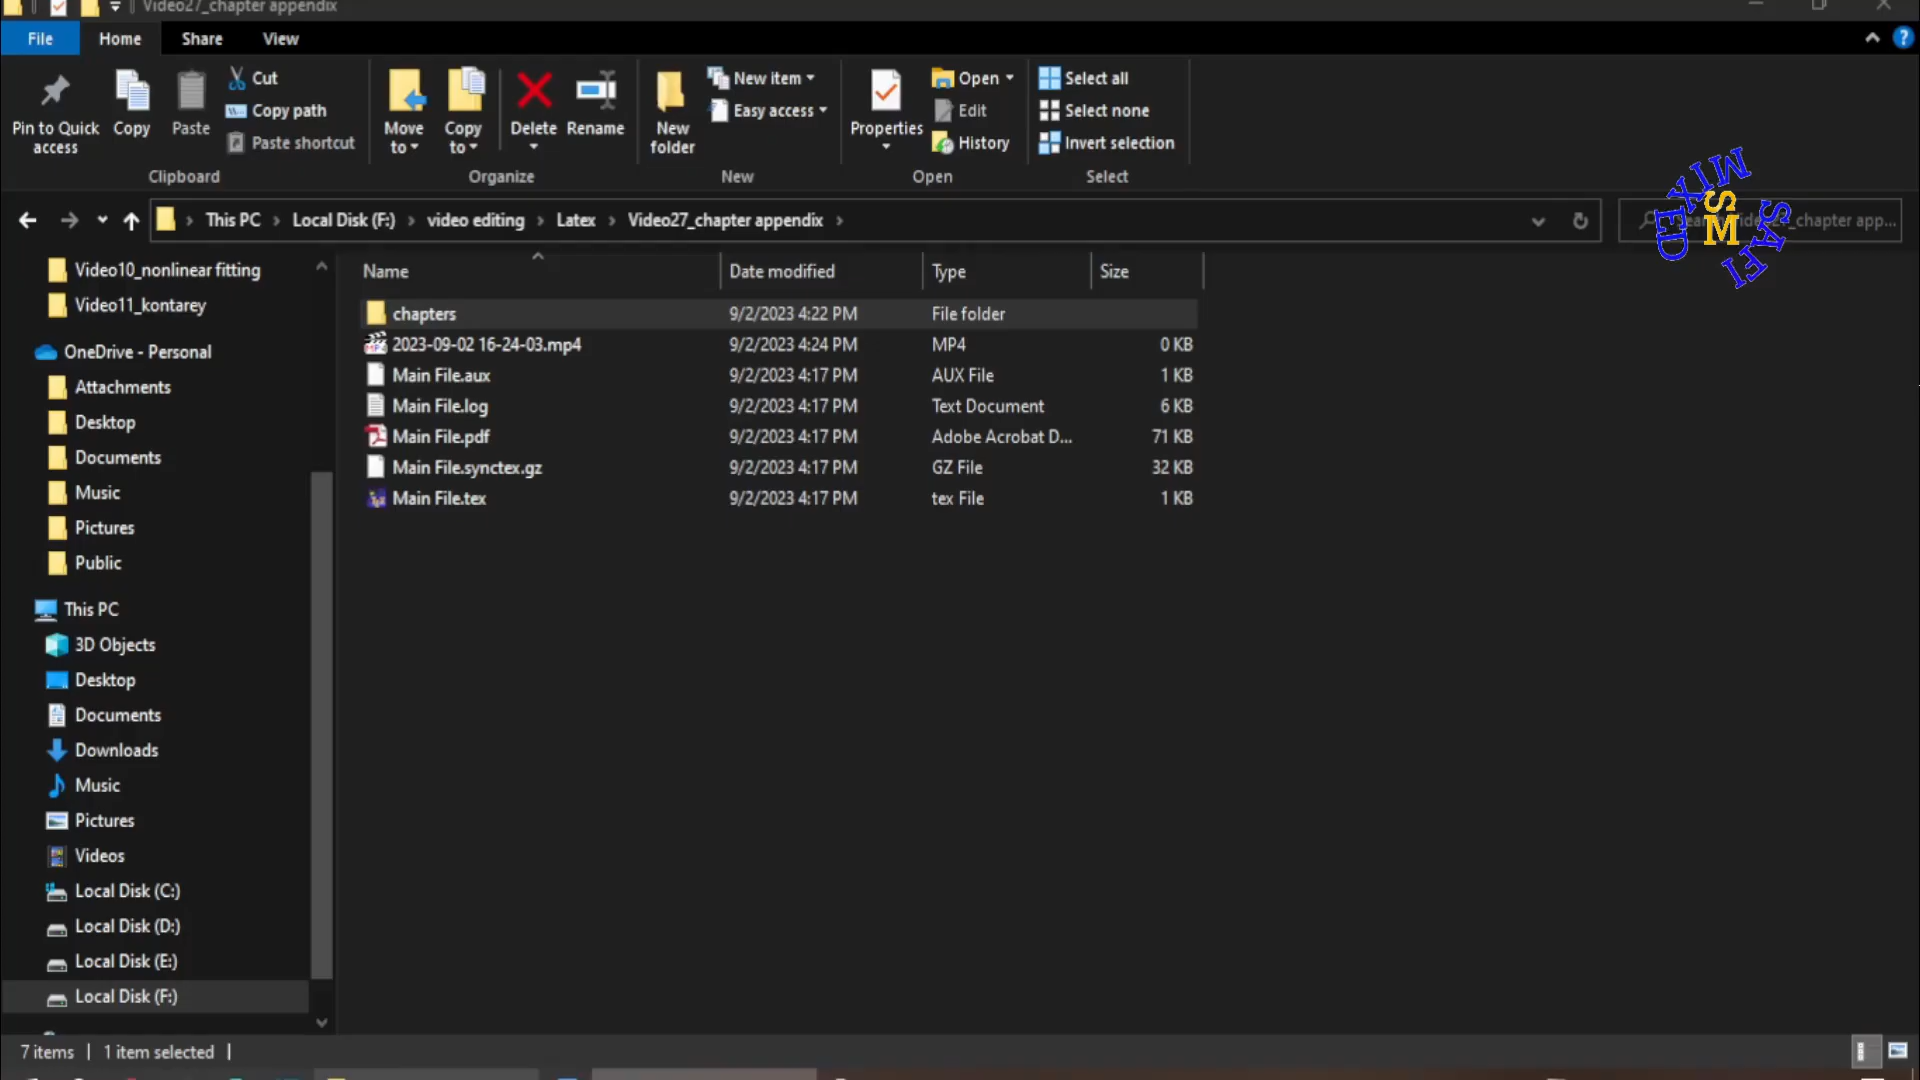 Video27_chapter appendix
File Home Share View
Pin to Quick access
Copy
Paste
Cut
Copy path
Paste shortcut
Clipboard
Move to
Copy to
Delete
Rename
Organize
New folder
New item
Easy access
New
Properties
Open
Edit
History
Open
Select all
Select none
Invert selection
Select
This PC Local Disk (F:) video editing Latex Video27_chapter appendix
_chapter app...
MIXED
SAFI
SM
Video10_nonlinear fitting
Video11_kontarey
OneDrive - Personal
Attachments
Desktop
Documents
Music
Pictures
Public
This PC
3D Objects
Desktop
Documents
Downloads
Music
Pictures
Videos
Local Disk (C:)
Local Disk (D:)
Local Disk (E:)
Local Disk (F:)
Name Date modified Type Size
chapters 9/2/2023 4:22 PM File folder
2023-09-02 16-24-03.mp4 9/2/2023 4:24 PM MP4 0 KB
Main File.aux 9/2/2023 4:17 PM AUX File 1 KB
Main File.log 9/2/2023 4:17 PM Text Document 6 KB
Main File.pdf 9/2/2023 4:17 PM Adobe Acrobat D... 71 KB
Main File.synctex.gz 9/2/2023 4:17 PM GZ File 32 KB
Main File.tex 9/2/2023 4:17 PM tex File 1 KB
7 items 1 item selected